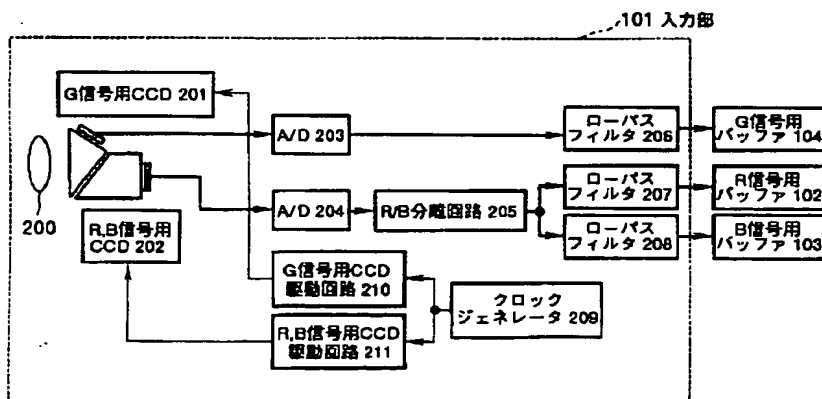 101 入力部
G信号用CCD 201
A/D 203
ローパス
フィルタ 206
G信号用
バッファ 104
200
R,B信号用
CCD 202
A/D 204
R/B分離回路 205
ローパス
フィルタ 207
R信号用
バッファ 102
ローパス
フィルタ 208
B信号用
バッファ 103
G信号用CCD
駆動回路 210
クロック
ジェネレータ 209
R,B信号用CCD
駆動回路 211